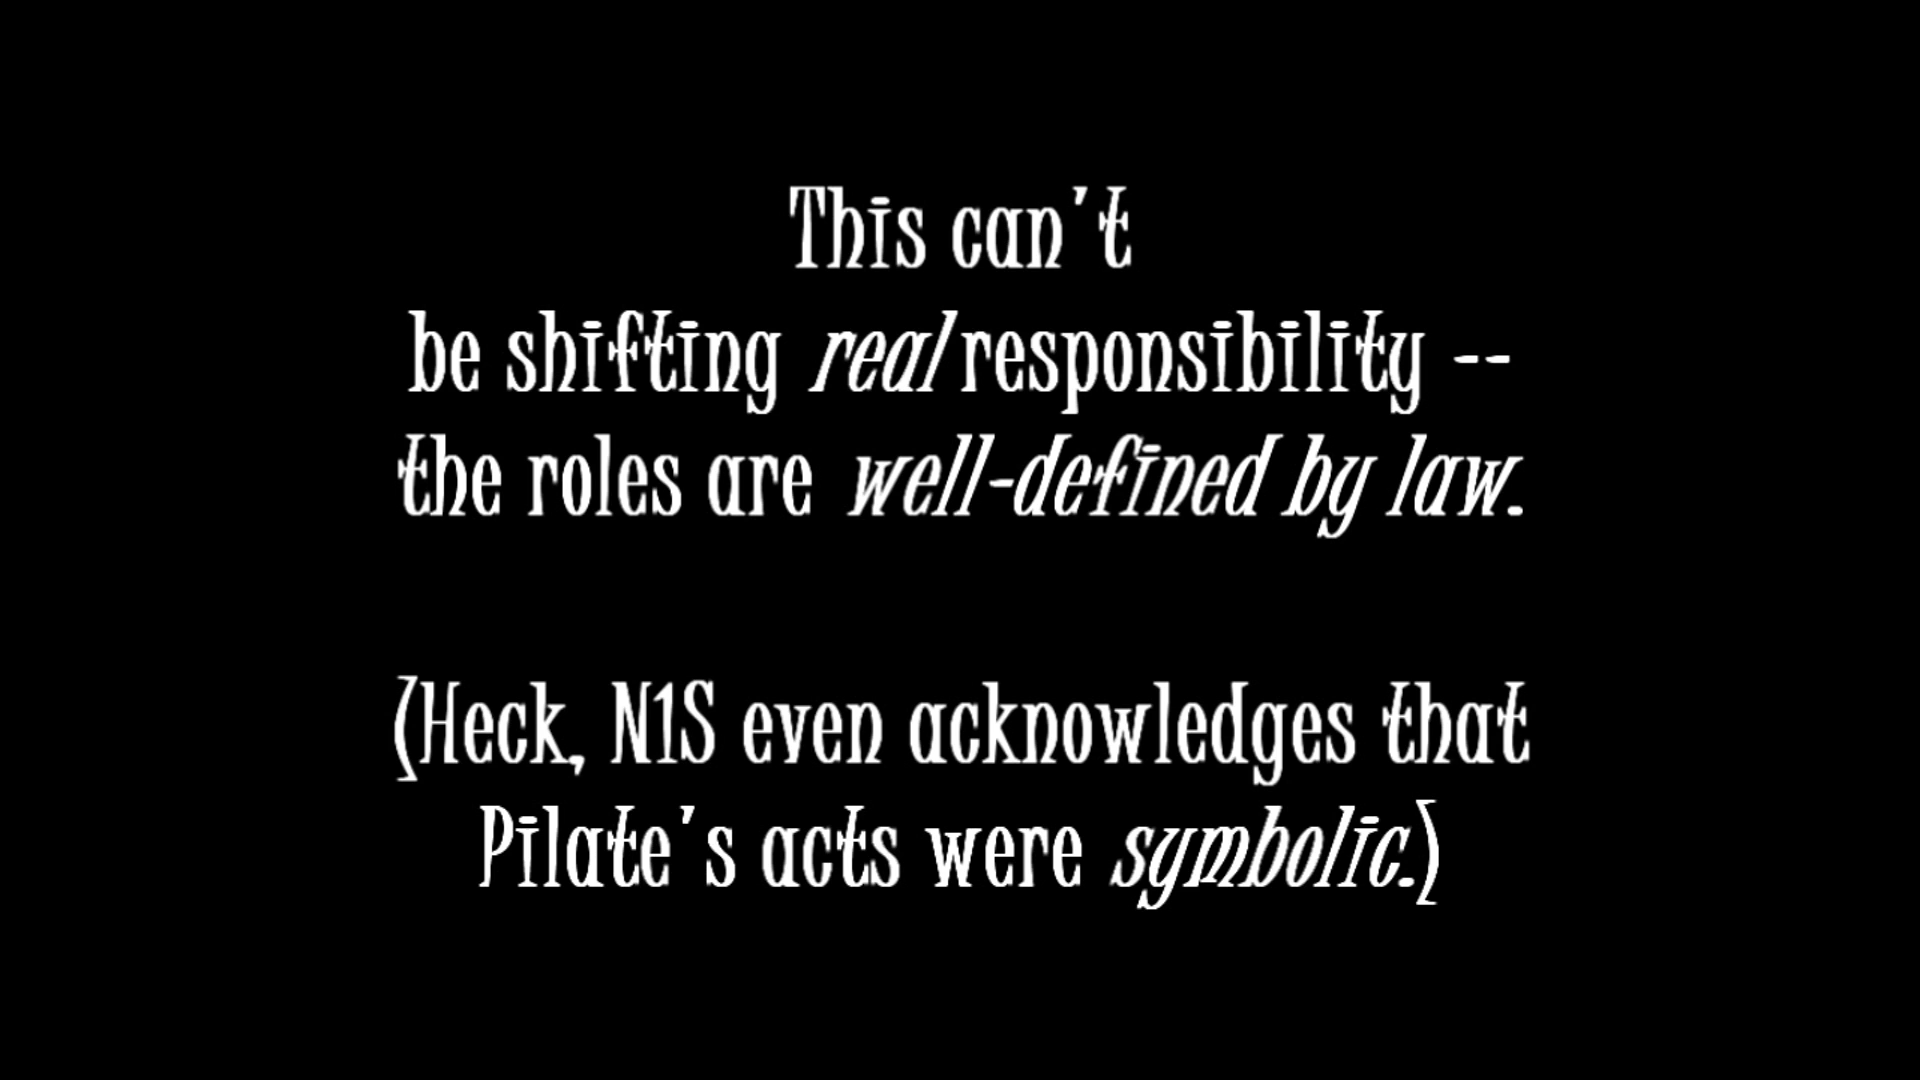 This can't
be shifting real responsibility --
the roles are well-defined by law.
(Heck, N1S even acknowledges that
Pilate's acts were symbolic.)